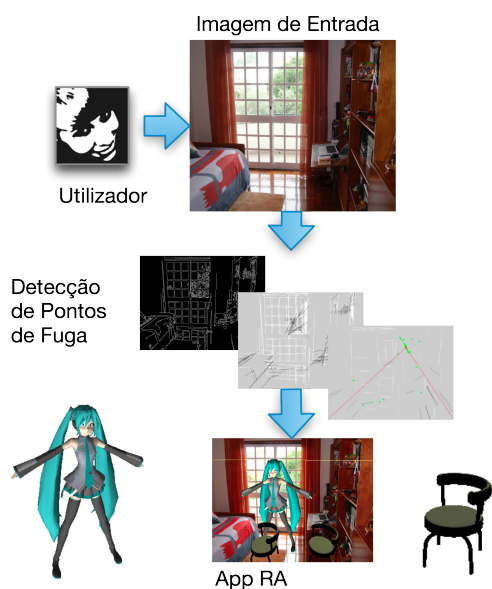 Imagem de Entrada
Utilizador
Detecção
de Pontos
de Fuga
App RA